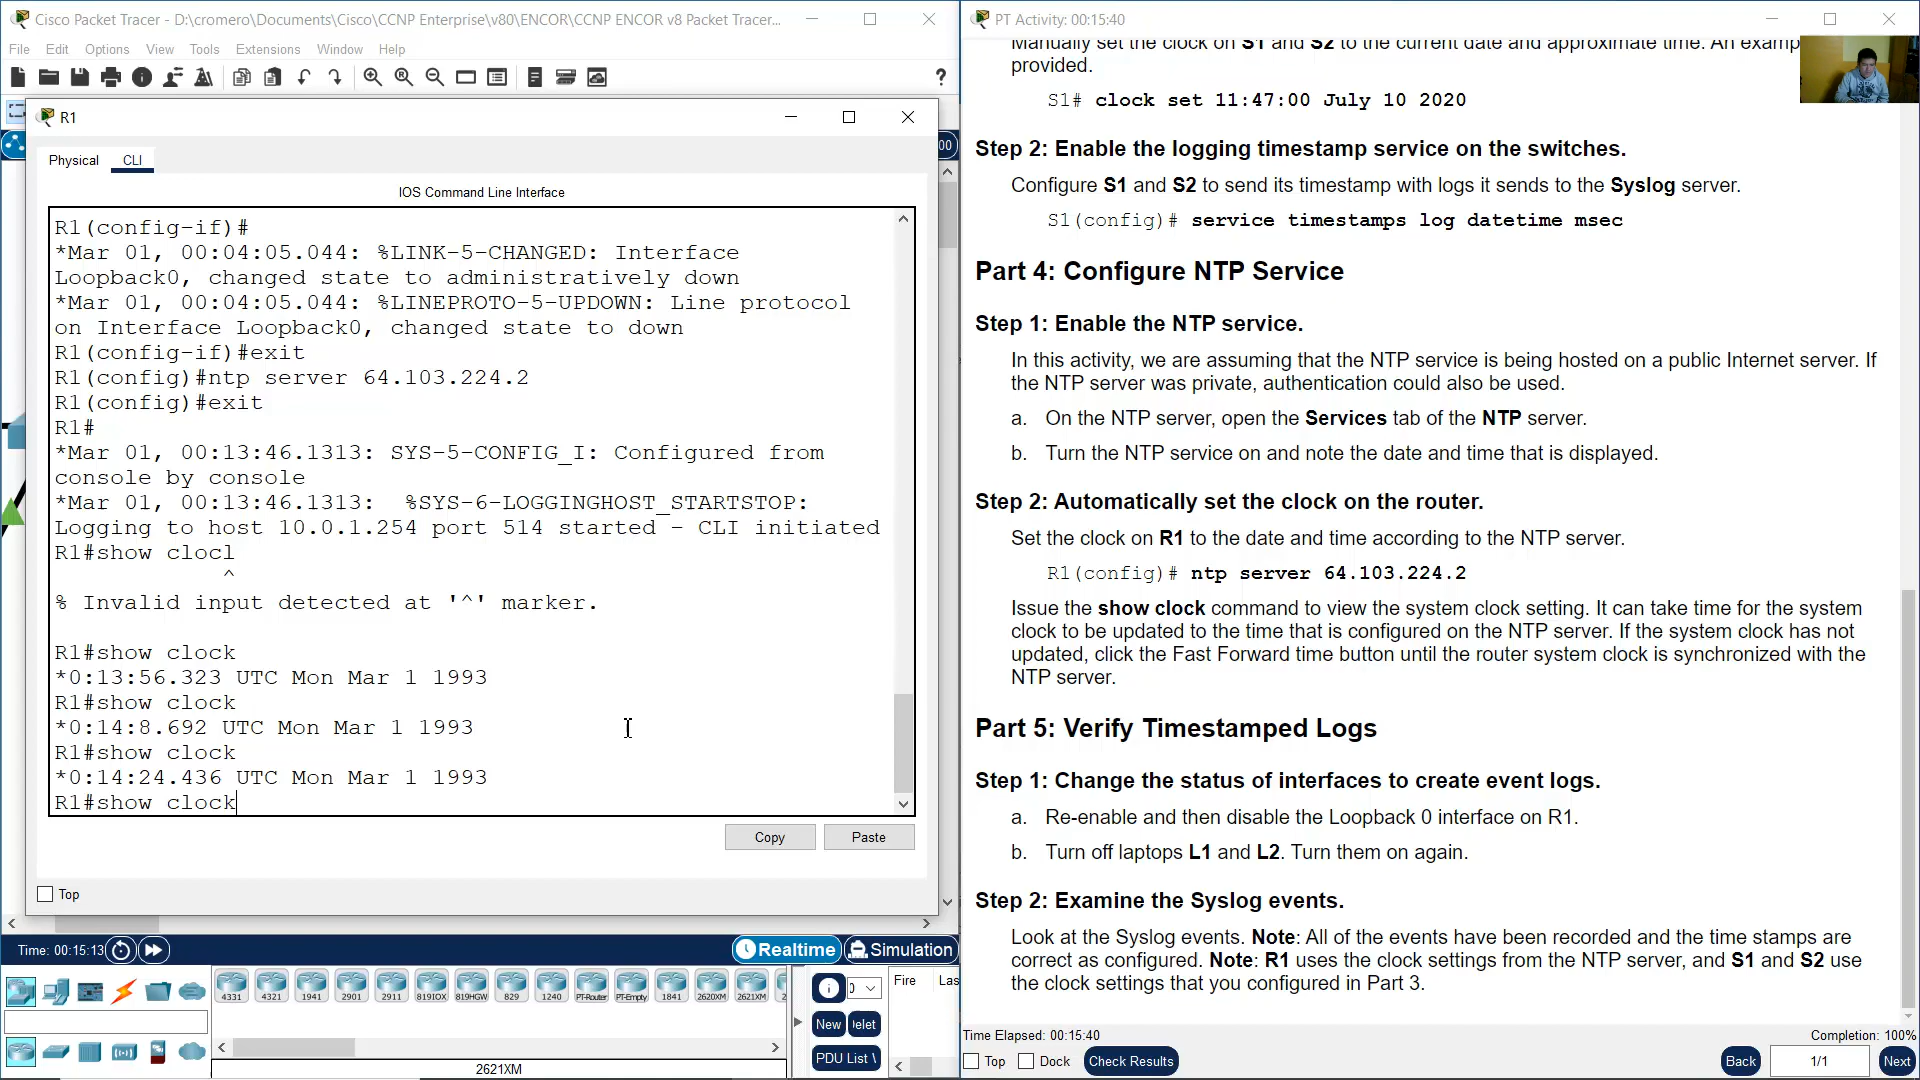 Cisco Packet Tracer - D:\cromero\Documents\Cisco\CCNP Enterprise\v80\ENCOR\CCNP ENCOR v8 Packet Tracer...
File Edit Options View Tools Extensions Window Help
R1
Physical CLI
IOS Command Line Interface
R1(config-if)#
*Mar 01, 00:04:05.044: %LINK-5-CHANGED: Interface
Loopback0, changed state to administratively down
*Mar 01, 00:04:05.044: %LINEPROTO-5-UPDOWN: Line protocol
on Interface Loopback0, changed state to down
R1(config-if)#exit
R1(config)#ntp server 64.103.224.2
R1(config)#exit
R1#
*Mar 01, 00:13:46.1313: SYS-5-CONFIG_I: Configured from
console by console
*Mar 01, 00:13:46.1313:  %SYS-6-LOGGINGHOST_STARTSTOP:
Logging to host 10.0.1.254 port 514 started - CLI initiated
R1#show clocl
^
% Invalid input detected at '^' marker.
R1#show clock
*0:13:56.323 UTC Mon Mar 1 1993
R1#show clock
*0:14:8.692 UTC Mon Mar 1 1993
R1#show clock
*0:14:24.436 UTC Mon Mar 1 1993
R1#show clock
Copy Paste
Top
Time: 00:15:13
Realtime Simulation
4331 4321 1941 2901 2911 819IOX 819HGW 829 1240 PT-Router PT-Empty 1841 2620XM 2621XM
2621XM
0
Fire Las
New elet
PDU List
PT Activity: 00:15:40
Manually set the clock on S1 and S2 to the current date and approximate time. An examp
provided.
S1# clock set 11:47:00 July 10 2020
Step 2: Enable the logging timestamp service on the switches.
Configure S1 and S2 to send its timestamp with logs it sends to the Syslog server.
S1(config)# service timestamps log datetime msec
Part 4: Configure NTP Service
Step 1: Enable the NTP service.
In this activity, we are assuming that the NTP service is being hosted on a public Internet server. If
the NTP server was private, authentication could also be used.
a. On the NTP server, open the Services tab of the NTP server.
b. Turn the NTP service on and note the date and time that is displayed.
Step 2: Automatically set the clock on the router.
Set the clock on R1 to the date and time according to the NTP server.
R1(config)# ntp server 64.103.224.2
Issue the show clock command to view the system clock setting. It can take time for the system
clock to be updated to the time that is configured on the NTP server. If the system clock has not
updated, click the Fast Forward time button until the router system clock is synchronized with the
NTP server.
Part 5: Verify Timestamped Logs
Step 1: Change the status of interfaces to create event logs.
a. Re-enable and then disable the Loopback 0 interface on R1.
b. Turn off laptops L1 and L2. Turn them on again.
Step 2: Examine the Syslog events.
Look at the Syslog events. Note: All of the events have been recorded and the time stamps are
correct as configured. Note: R1 uses the clock settings from the NTP server, and S1 and S2 use
the clock settings that you configured in Part 3.
Time Elapsed: 00:15:40 Completion: 100%
Top Dock Check Results Back 1/1 Next